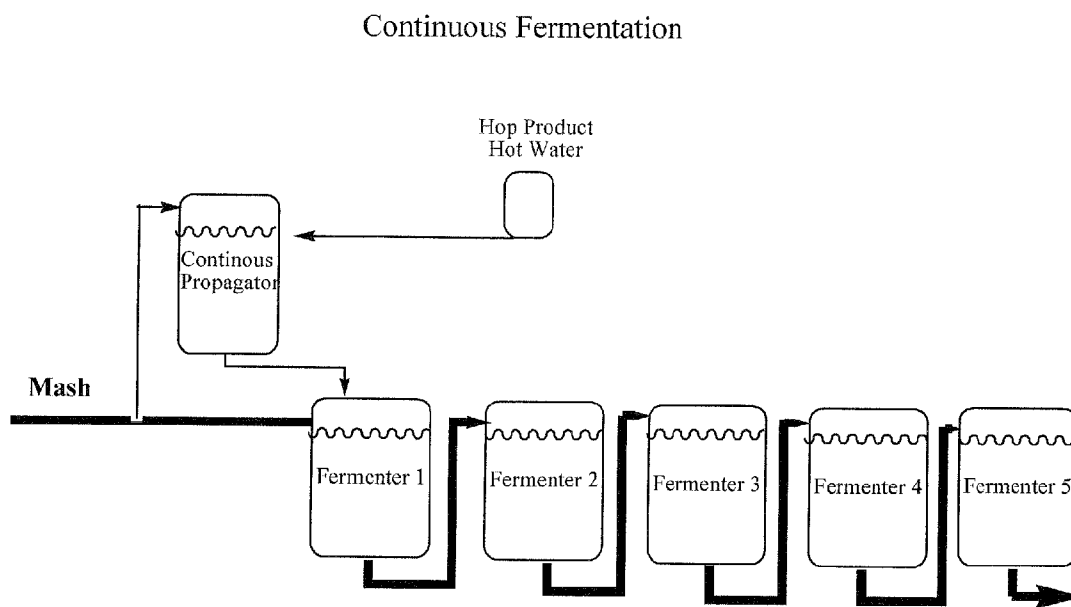 Continuous Fermentation
Hop Product
Hot Water
Continous
Propagator
Mash
Fermenter 1
Fermenter 2
Fermenter 3
Fermenter 4
Fermenter 5